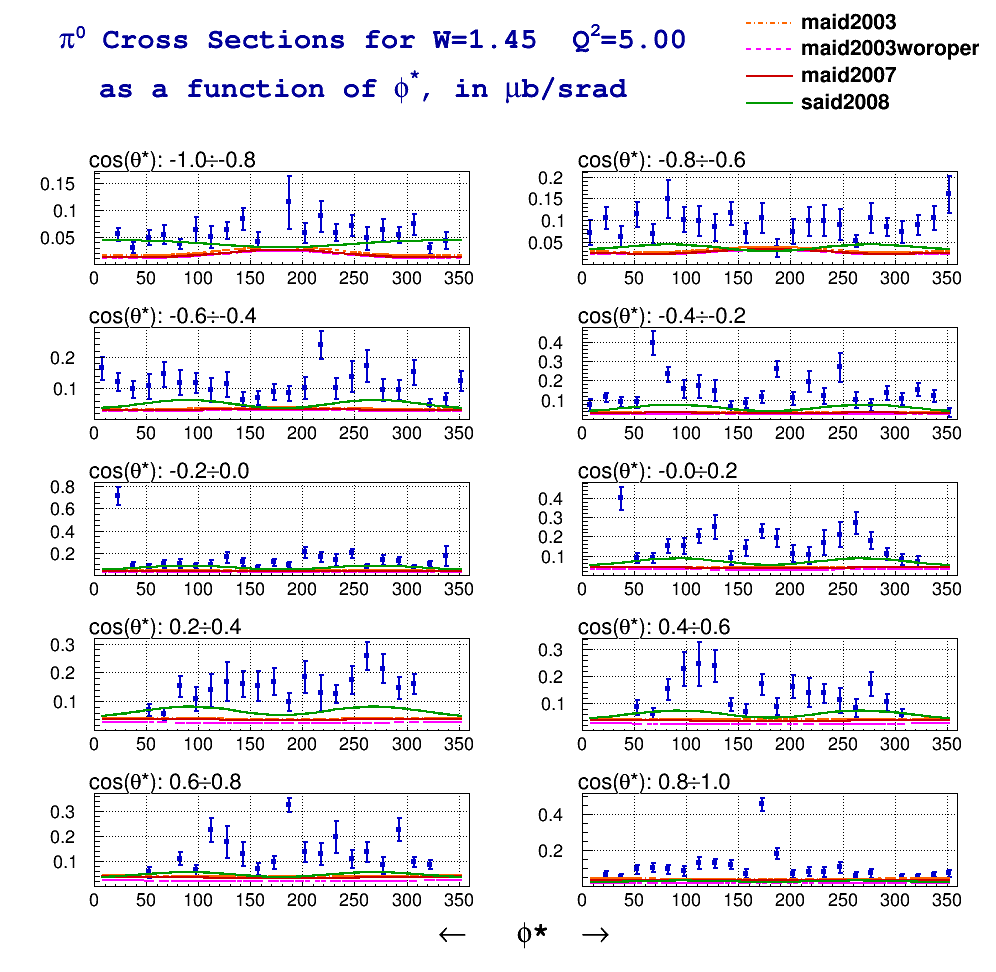 π⁰ Cross Sections for W=1.45 Q²=5.00
as a function of ϕ*, in μb/srad
maid2003
maid2003woroper
maid2007
said2008
cos(θ*): -1.0÷-0.8
0.15
0.1
0.05
0 50 100 150 200 250 300 350
cos(θ*): -0.8÷-0.6
0.2
0.15
0.1
0.05
0 50 100 150 200 250 300 350
cos(θ*): -0.6÷-0.4
0.2
0.1
0 50 100 150 200 250 300 350
cos(θ*): -0.4÷-0.2
0.4
0.3
0.2
0.1
0 50 100 150 200 250 300 350
cos(θ*): -0.2÷0.0
0.8
0.6
0.4
0.2
0 50 100 150 200 250 300 350
cos(θ*): -0.0÷0.2
0.4
0.3
0.2
0.1
0 50 100 150 200 250 300 350
cos(θ*): 0.2÷0.4
0.3
0.2
0.1
0 50 100 150 200 250 300 350
cos(θ*): 0.4÷0.6
0.3
0.2
0.1
0 50 100 150 200 250 300 350
cos(θ*): 0.6÷0.8
0.3
0.2
0.1
0 50 100 150 200 250 300 350
cos(θ*): 0.8÷1.0
0.4
0.2
0 50 100 150 200 250 300 350
← ϕ* →